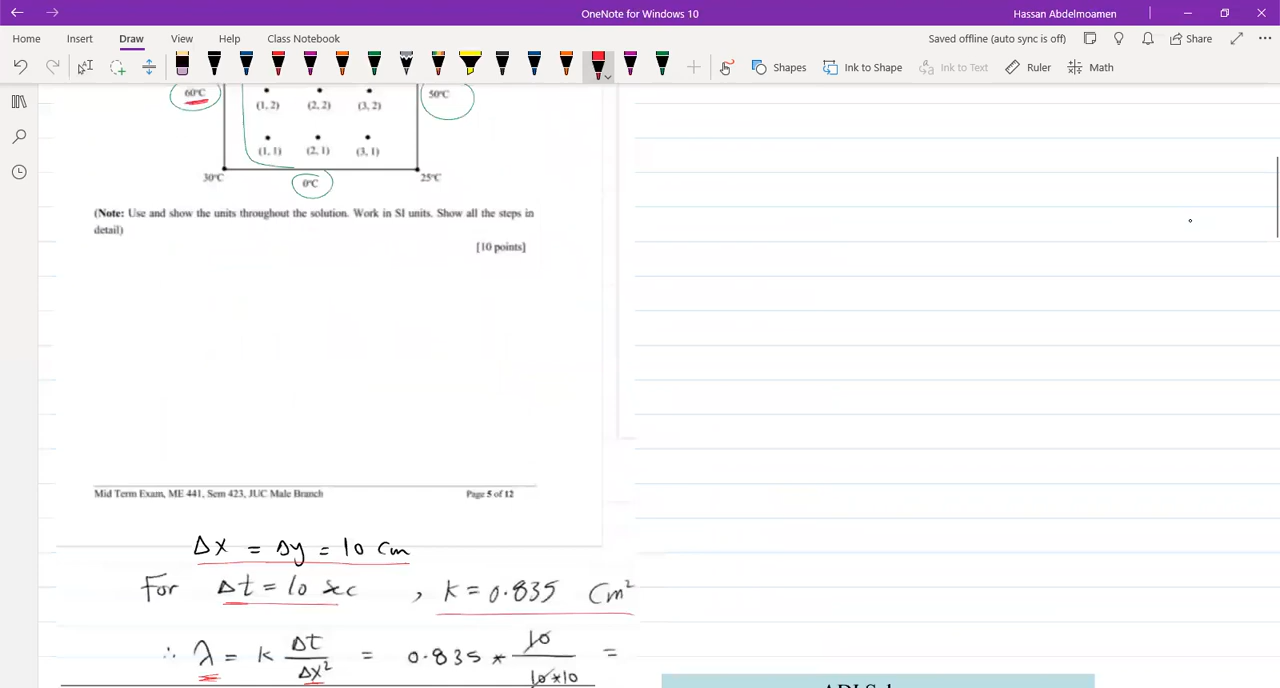 OneNote for Windows 10
Hassan Abdelmoamen
Home Insert Draw View Help Class Notebook
Saved offline (auto sync is off)
Share
Shapes
Ink to Shape
Ink to Text
Ruler
Math
60°C
(1, 2) (2, 2) (3, 2)
50°C
(1, 1) (2, 1) (3, 1)
30°C
0°C
25°C
(Note: Use and show the units throughout the solution. Work in SI units. Show all the steps in
detail)
[10 points]
Mid Term Exam, ME 441, Sem 423, JUC Male Branch
Page 5 of 12
Δx = Δy = 10 cm
For Δt = 10 sec , k = 0.835 cm²
∴ λ = k Δt / Δx² = 0.835 * 10 / 10*10 =